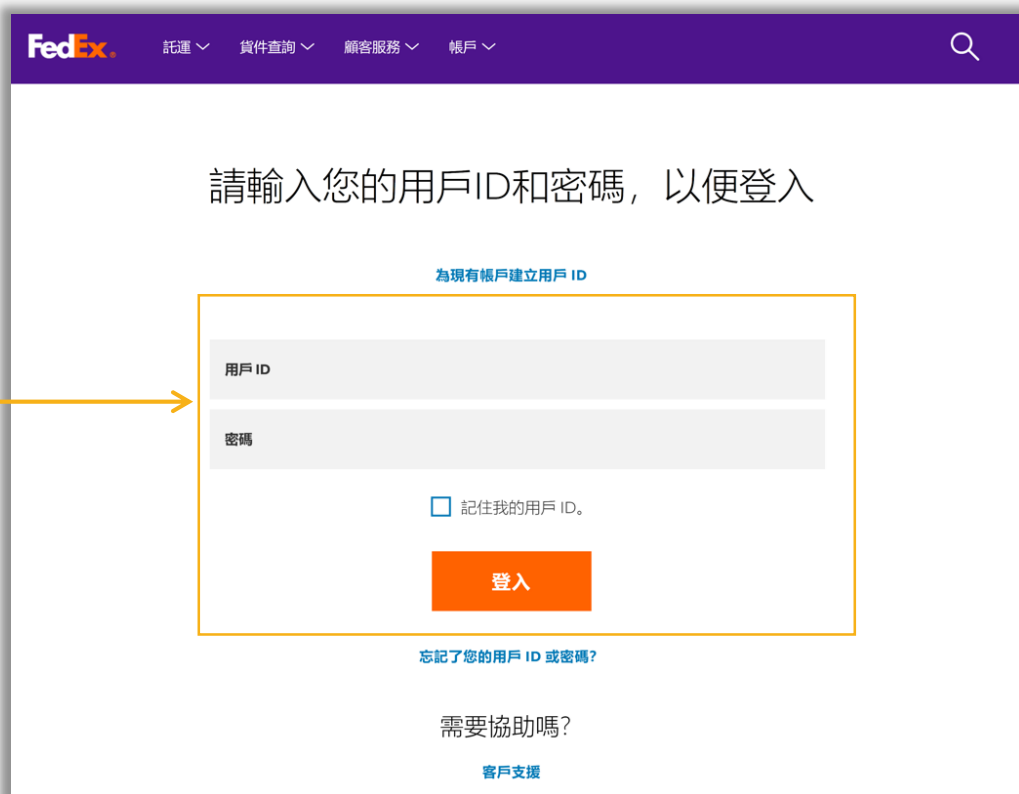 FedEx® 託運 貨件查詢 顧客服務 帳戶
請輸入您的用戶ID和密碼，以便登入
為現有帳戶建立用戶 ID
用戶 ID
密碼
記住我的用戶 ID。
登入
忘記了您的用戶 ID 或密碼?
需要協助嗎?
客戶支援